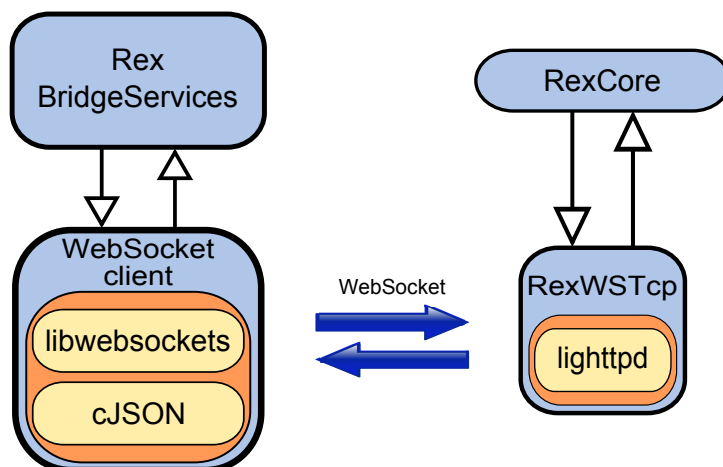 Rex
BridgeServices
RexCore
WebSocket
client
libwebsockets
cJSON
WebSocket
RexWSTcp
lighttpd